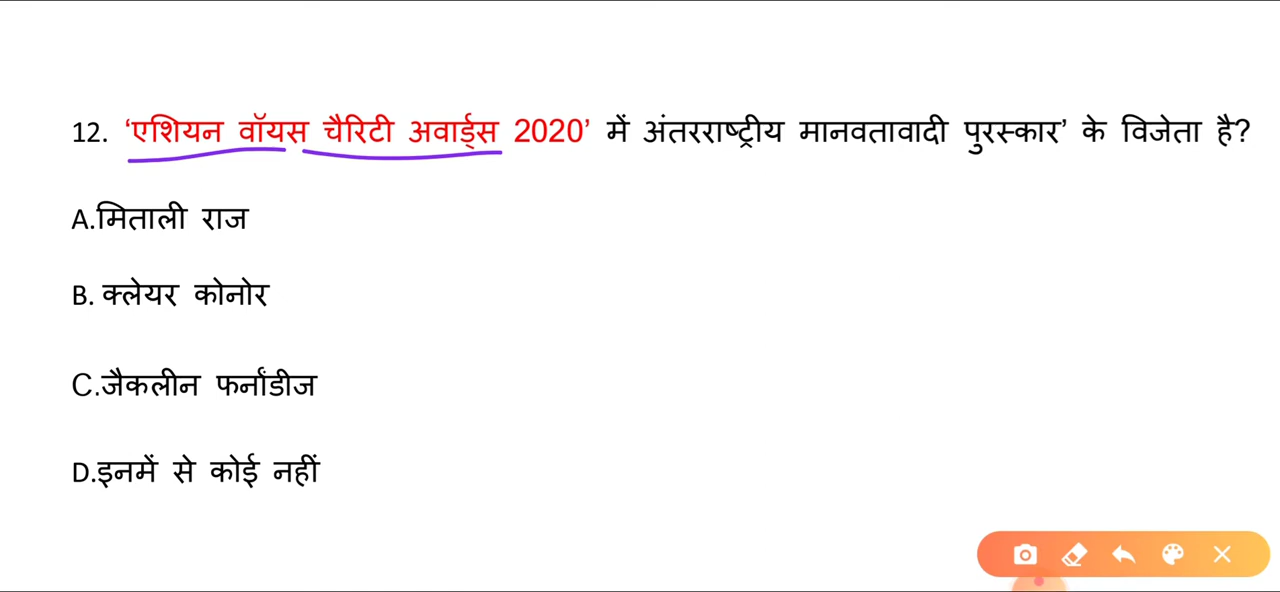 12. ‘एशियन वॉयस चैरिटी अवार्ड्स 2020’ में अंतरराष्ट्रीय मानवतावादी पुरस्कार’ के विजेता है?
A.मिताली राज
B. क्लेयर कोनोर
C.जैकलीन फर्नांडीज
D.इनमें से कोई नहीं